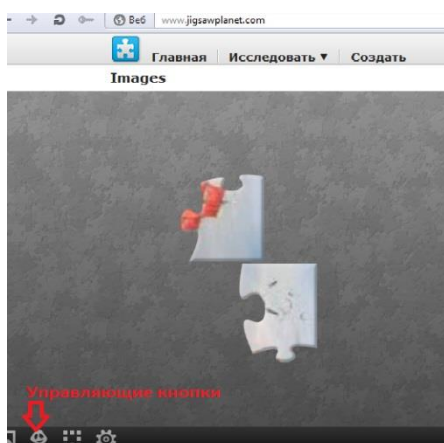 Веб www.jigsawplanet.com
Главная Исследовать ▼ Создать
Images
Управляющие кнопки